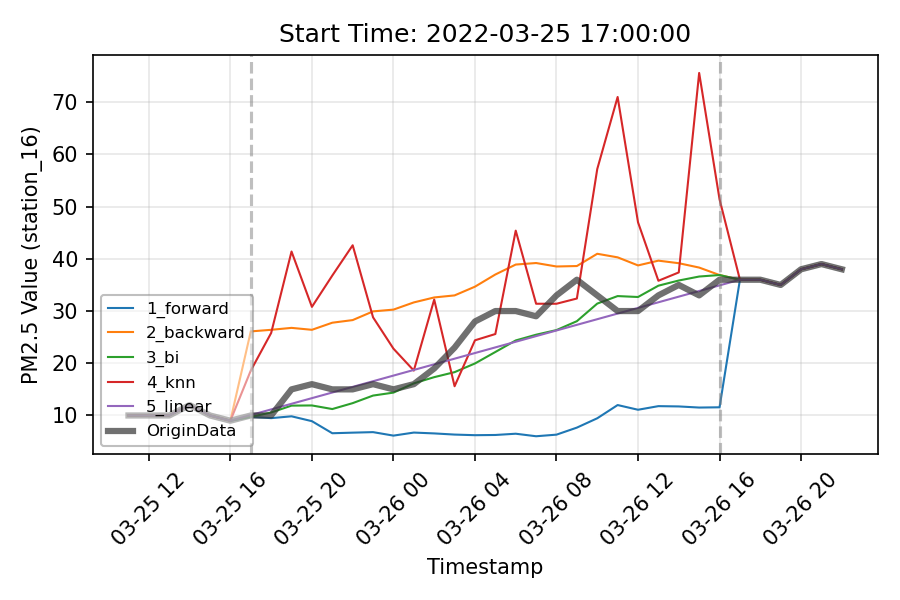 Start Time: 2022-03-25 17:00:00
PM2.5 Value (station_16)
70
60
50
40
30
20
10
1_forward
2_backward
3_bi
4_knn
5_linear
OriginData
03-25 12
03-25 16
03-25 20
03-26 00
03-26 04
03-26 08
03-26 12
03-26 16
03-26 20
Timestamp